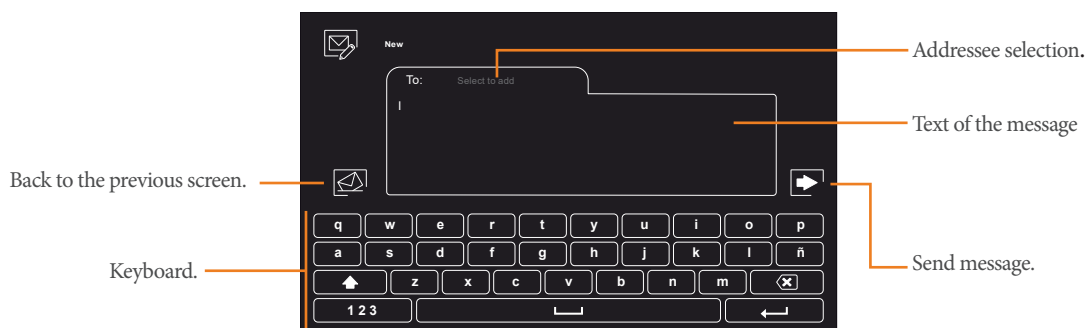 New
Addressee selection.
To: Select to add
Text of the message
Back to the previous screen.
q w e r t y u i o p
a s d f g h j k l ñ
Keyboard.
Send message.
z x c v b n m
1 2 3